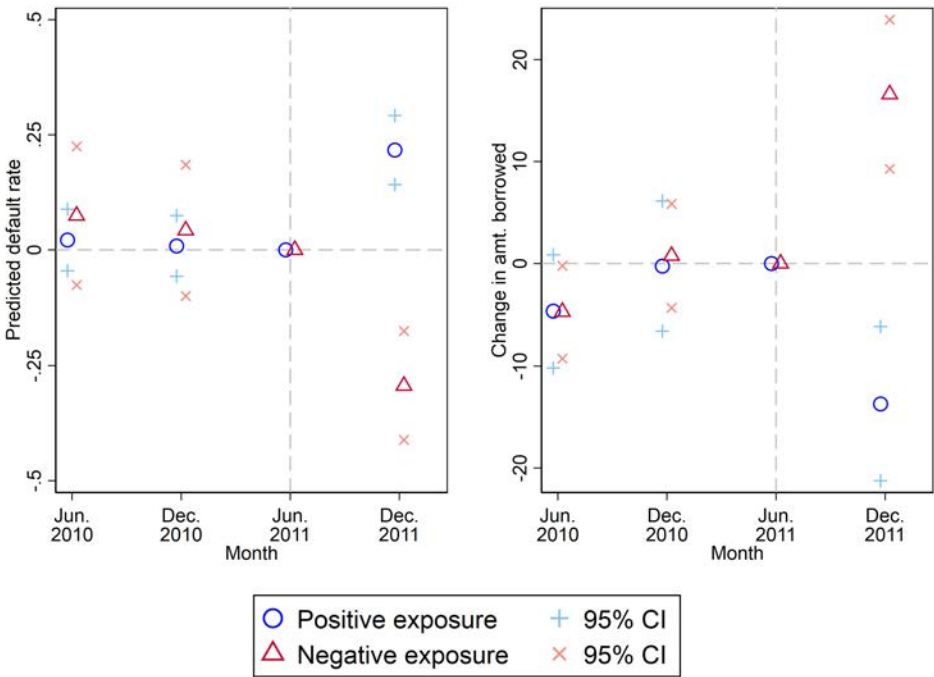 Predicted default rate
.5
.25
0
-.25
-.5
Jun.
2010
Dec.
2010
Jun.
2011
Dec.
2011
Month
Change in amt. borrowed
20
10
0
-10
-20
Jun.
2010
Dec.
2010
Jun.
2011
Dec.
2011
Month
Positive exposure 95% CI
Negative exposure 95% CI